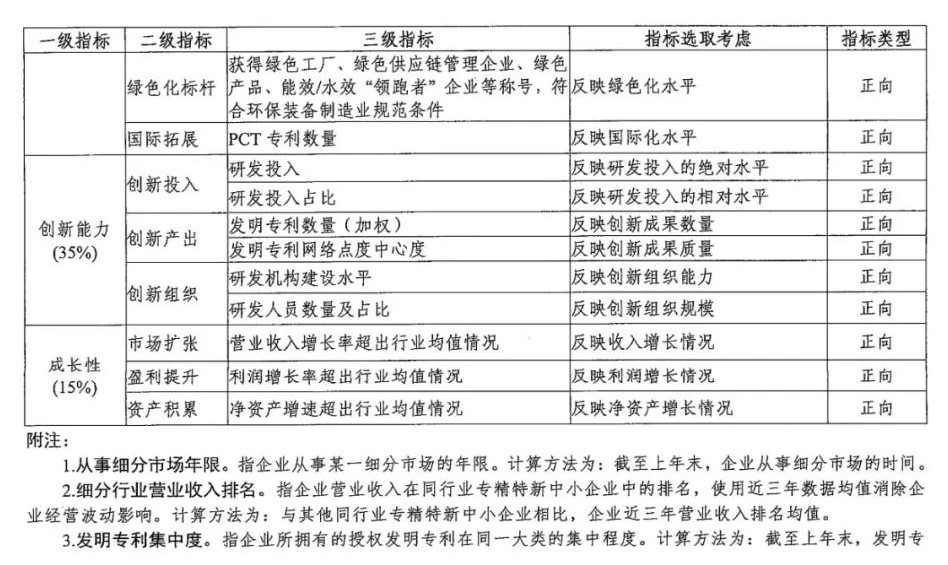 一级指标 二级指标 三级指标 指标选取考虑 指标类型
绿色化标杆 获得绿色工厂、绿色供应链管理企业、绿色
产品、能效/水效“领跑者”企业等称号，符 反映绿色化水平 正向
合环保装备制造业规范条件
国际拓展 PCT 专利数量 反映国际化水平 正向
创新能力
(35%)
创新投入 研发投入 反映研发投入的绝对水平 正向
研发投入占比 反映研发投入的相对水平 正向
创新产出 发明专利数量（加权） 反映创新成果数量 正向
发明专利网络点度中心度 反映创新成果质量 正向
创新组织 研发机构建设水平 反映创新组织能力 正向
研发人员数量及占比 反映创新组织规模 正向
成长性
(15%)
市场扩张 营业收入增长率超出行业均值情况 反映收入增长情况 正向
盈利提升 利润增长率超出行业均值情况 反映利润增长情况 正向
资产积累 净资产增速超出行业均值情况 反映净资产增长情况 正向
附注：
1.从事细分市场年限。指企业从事某一细分市场的年限。计算方法为：截至上年末，企业从事细分市场的时间。
2.细分行业营业收入排名。指企业营业收入在同行业专精特新中小企业中的排名，使用近三年数据均值消除企
业经营波动影响。计算方法为：与其他同行业专精特新中小企业相比，企业近三年营业收入排名均值。
3.发明专利集中度。指企业所拥有的授权发明专利在同一大类的集中程度。计算方法为：截至上年末，发明专